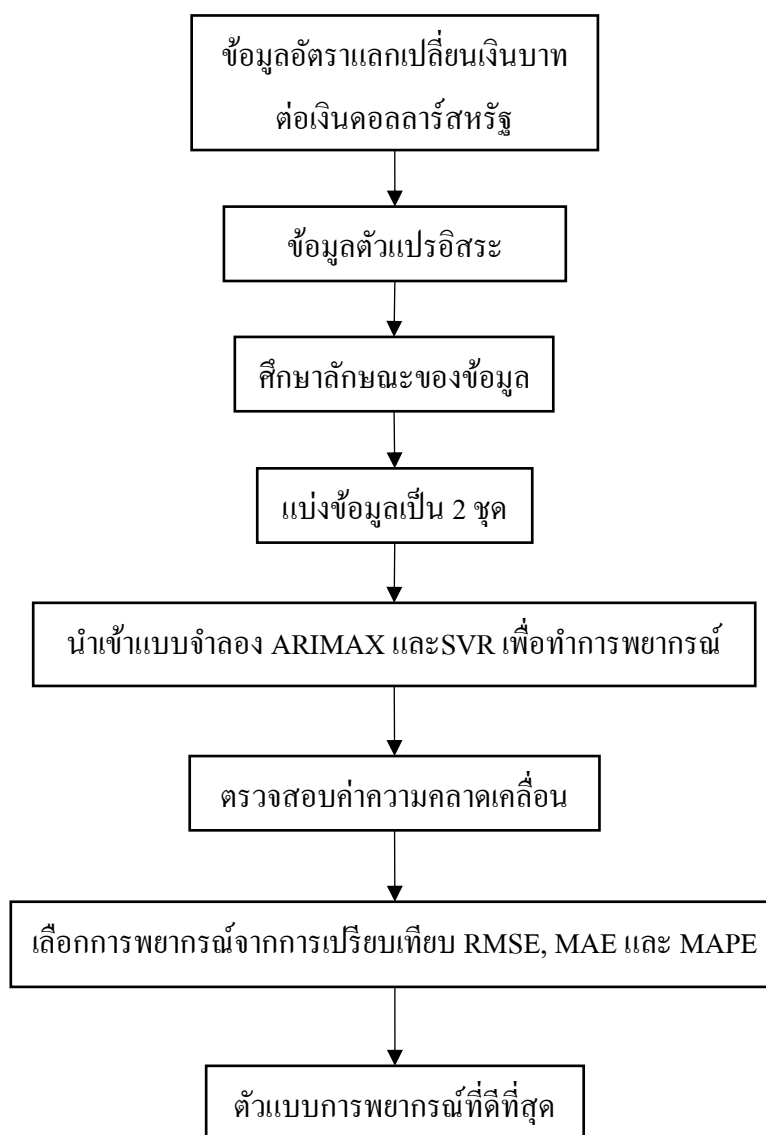 ข้อมูลอัตราแลกเปลี่ยนเงินบาท
ต่อเงินดอลลาร์สหรัฐ
ข้อมูลตัวแปรอิสระ
ศึกษาลักษณะของข้อมูล
แบ่งข้อมูลเป็น 2 ชุด
นำเข้าแบบจำลอง ARIMAX และSVR เพื่อทำการพยากรณ์
ตรวจสอบค่าความคลาดเคลื่อน
เลือกการพยากรณ์จากการเปรียบเทียบ RMSE, MAE และ MAPE
ตัวแบบการพยากรณ์ที่ดีที่สุด